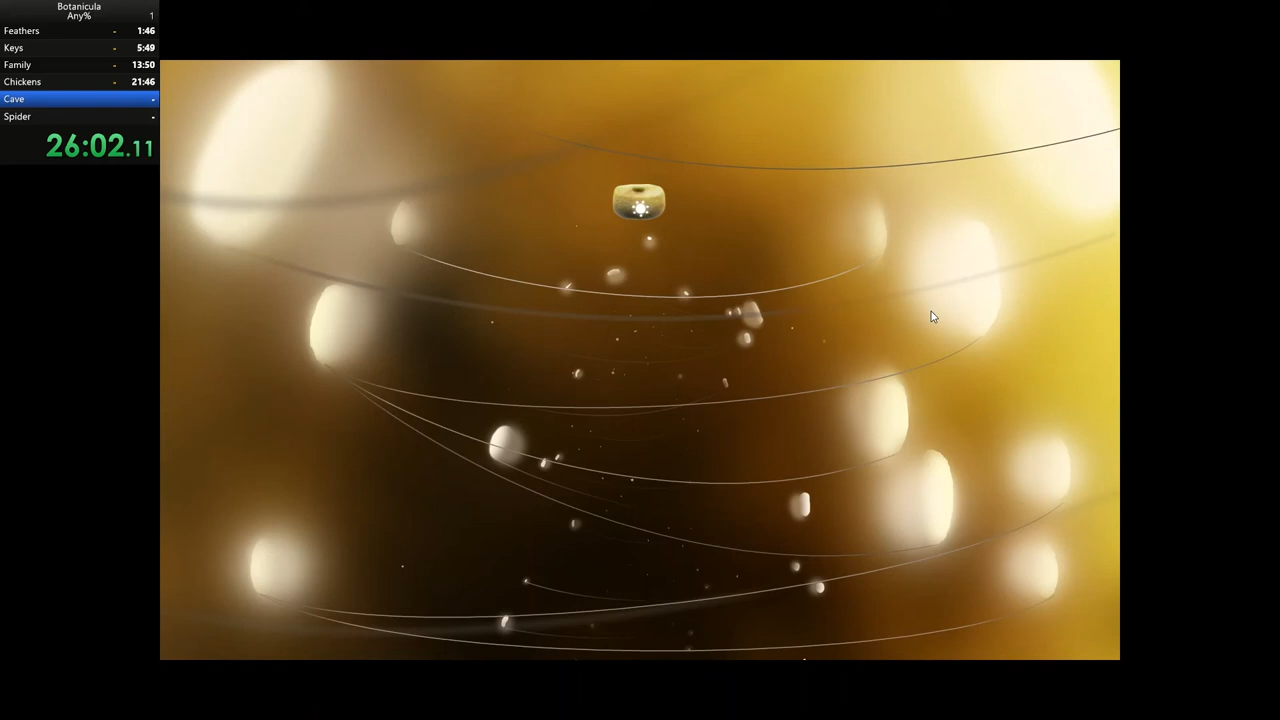 Botanicula
Any% 1
Feathers - 1:46
Keys - 5:49
Family - 13:50
Chickens - 21:46
Cave -
Spider -
26:02.11